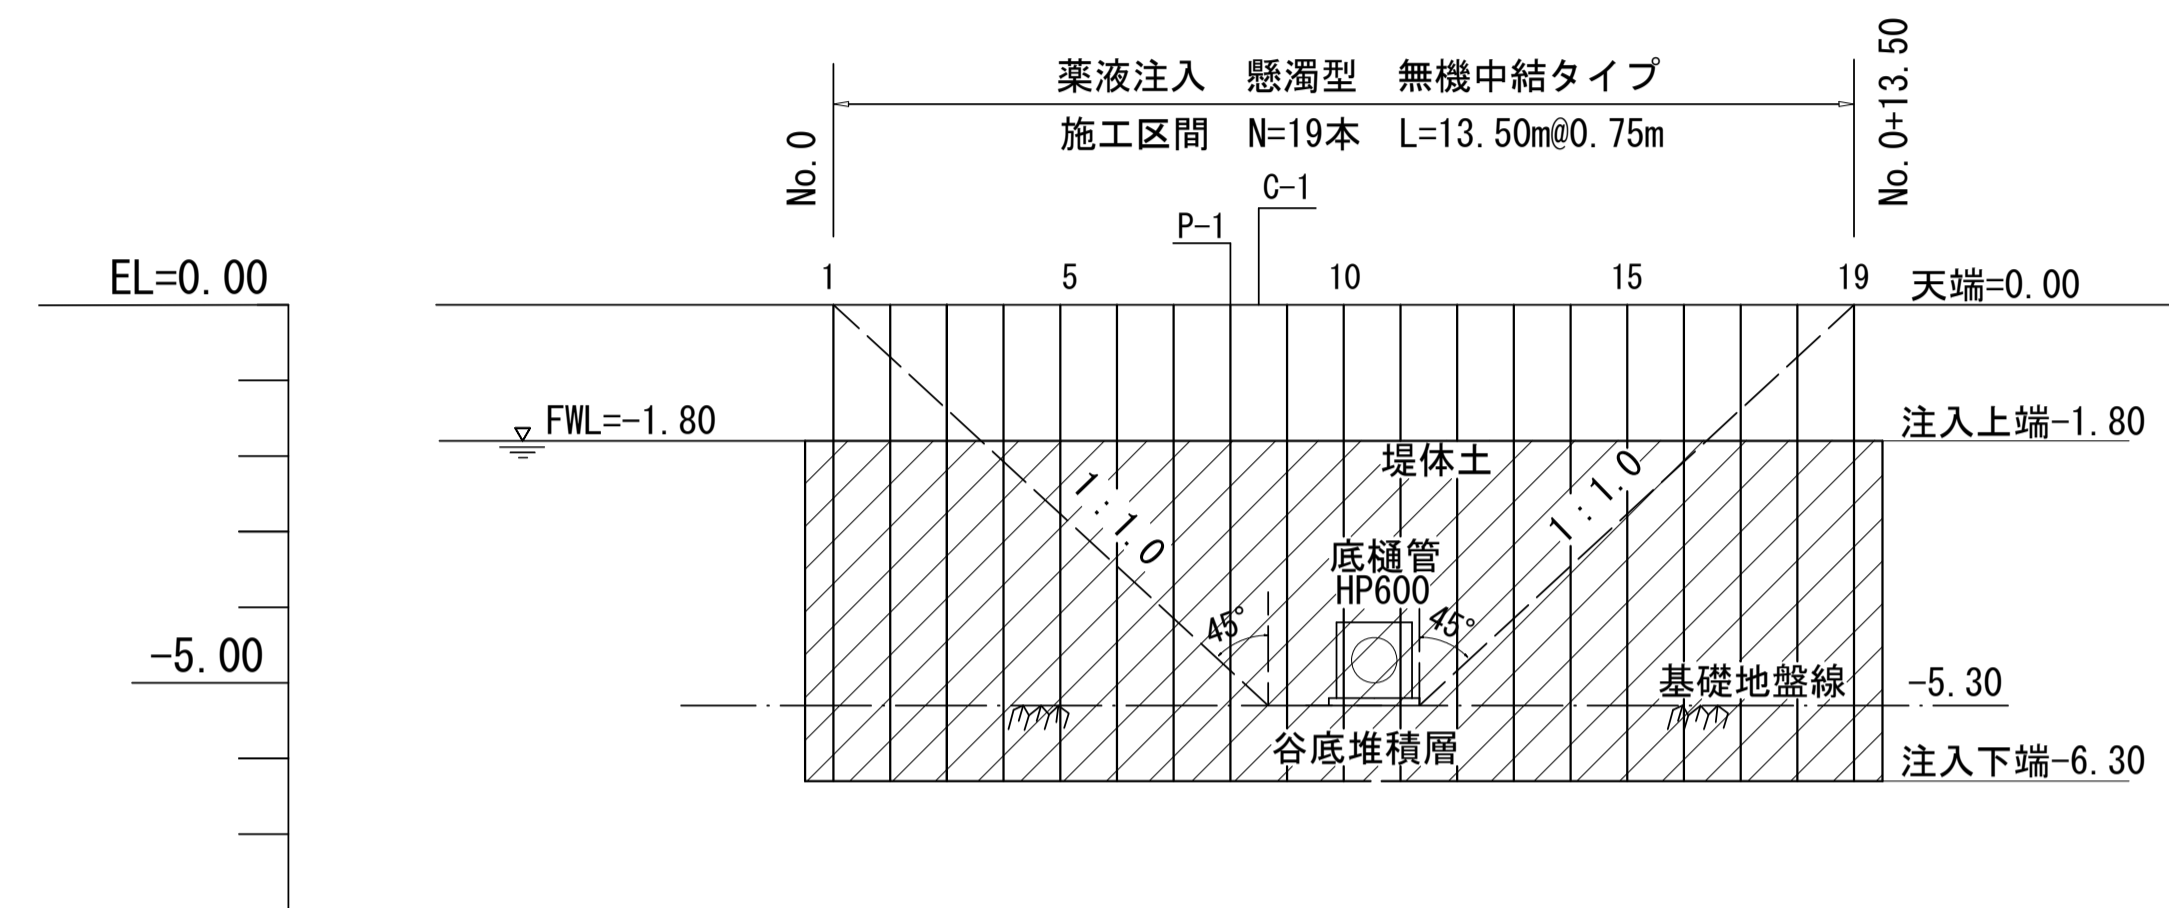 薬液注入　懸濁型　無機中結タイプ
施工区間　N=19本　L=13.50m@0.75m
No.0
No.0+13.50
C-1
P-1
EL=0.00
1
5
10
15
19
天端=0.00
FWL=-1.80
注入上端-1.80
堤体土
1:1.0
1:1.0
底樋管
HP600
45°
45°
-5.00
基礎地盤線
-5.30
谷底堆積層
注入下端-6.30